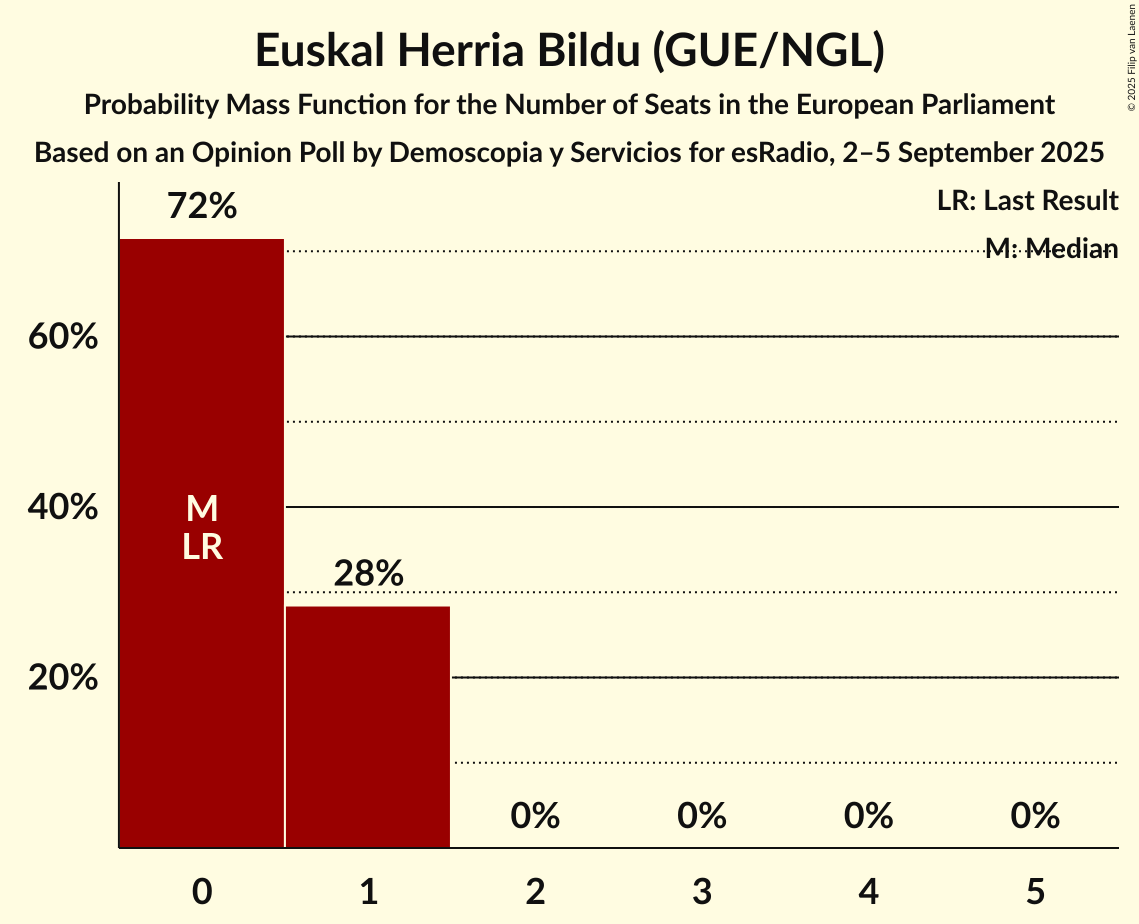 Euskal Herria Bildu (GUE/NGL)
Probability Mass Function for the Number of Seats in the European Parliament
Based on an Opinion Poll by Demoscopia y Servicios for esRadio, 2–5 September 2025
© 2025 Filip van Laenen
LR: Last Result
M: Median
72%
60%
40%
20%
M
LR
28%
0%
0%
0%
0%
0
1
2
3
4
5